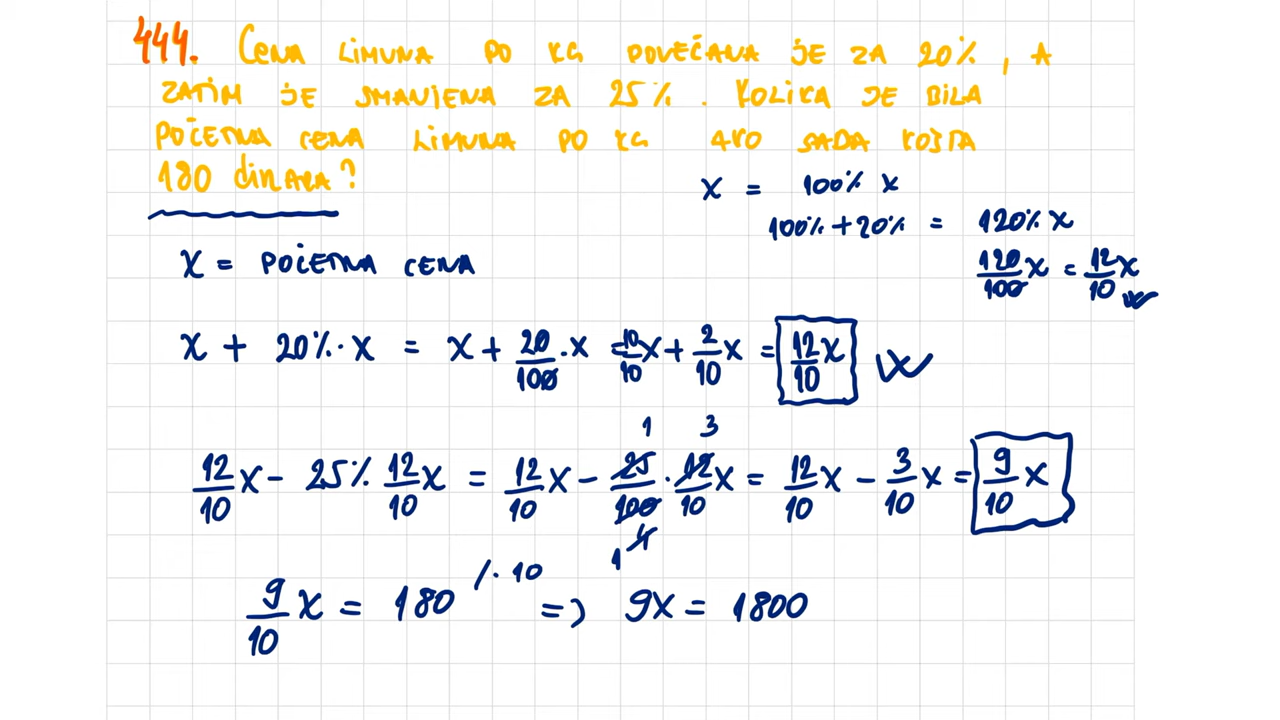 444. CENA LIMUNA PO KG POVEĆANA JE ZA 20%, A
ZATIM JE SMANJENA ZA 25%. KOLIKA JE BILA
POČETNA CENA LIMUNA PO KG AKO SADA KOŠTA
180 DINARA?
x = 100% x
100% + 20% = 120% x
120/100 x = 12/10 x
x = POČETNA CENA
x + 20% · x = x + 20/100 · x = 10/10 x + 2/10 x = 12/10 x
1 3
12/10 x - 25% 12/10 x = 12/10 x - 25/100 · 12/10 x = 12/10 x - 3/10 x = 9/10 x
1 4
9/10 x = 180 /· 10 => 9x = 1800